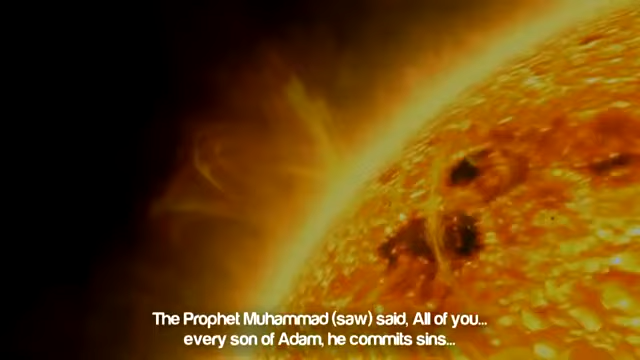 The Prophet Muhammad (saw) said, All of you...
every son of Adam, he commits sins...